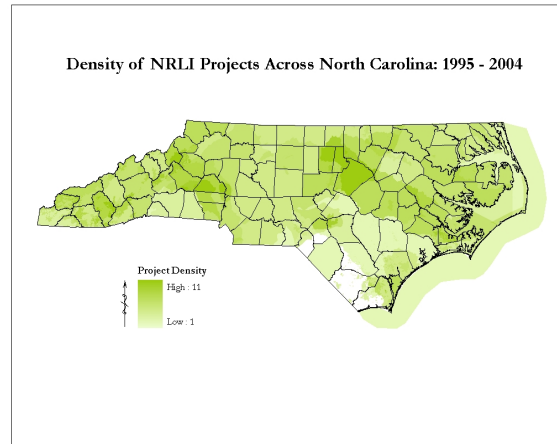 Density of NRLI Projects Across North Carolina: 1995 - 2004
Project Density
High : 11
Low : 1